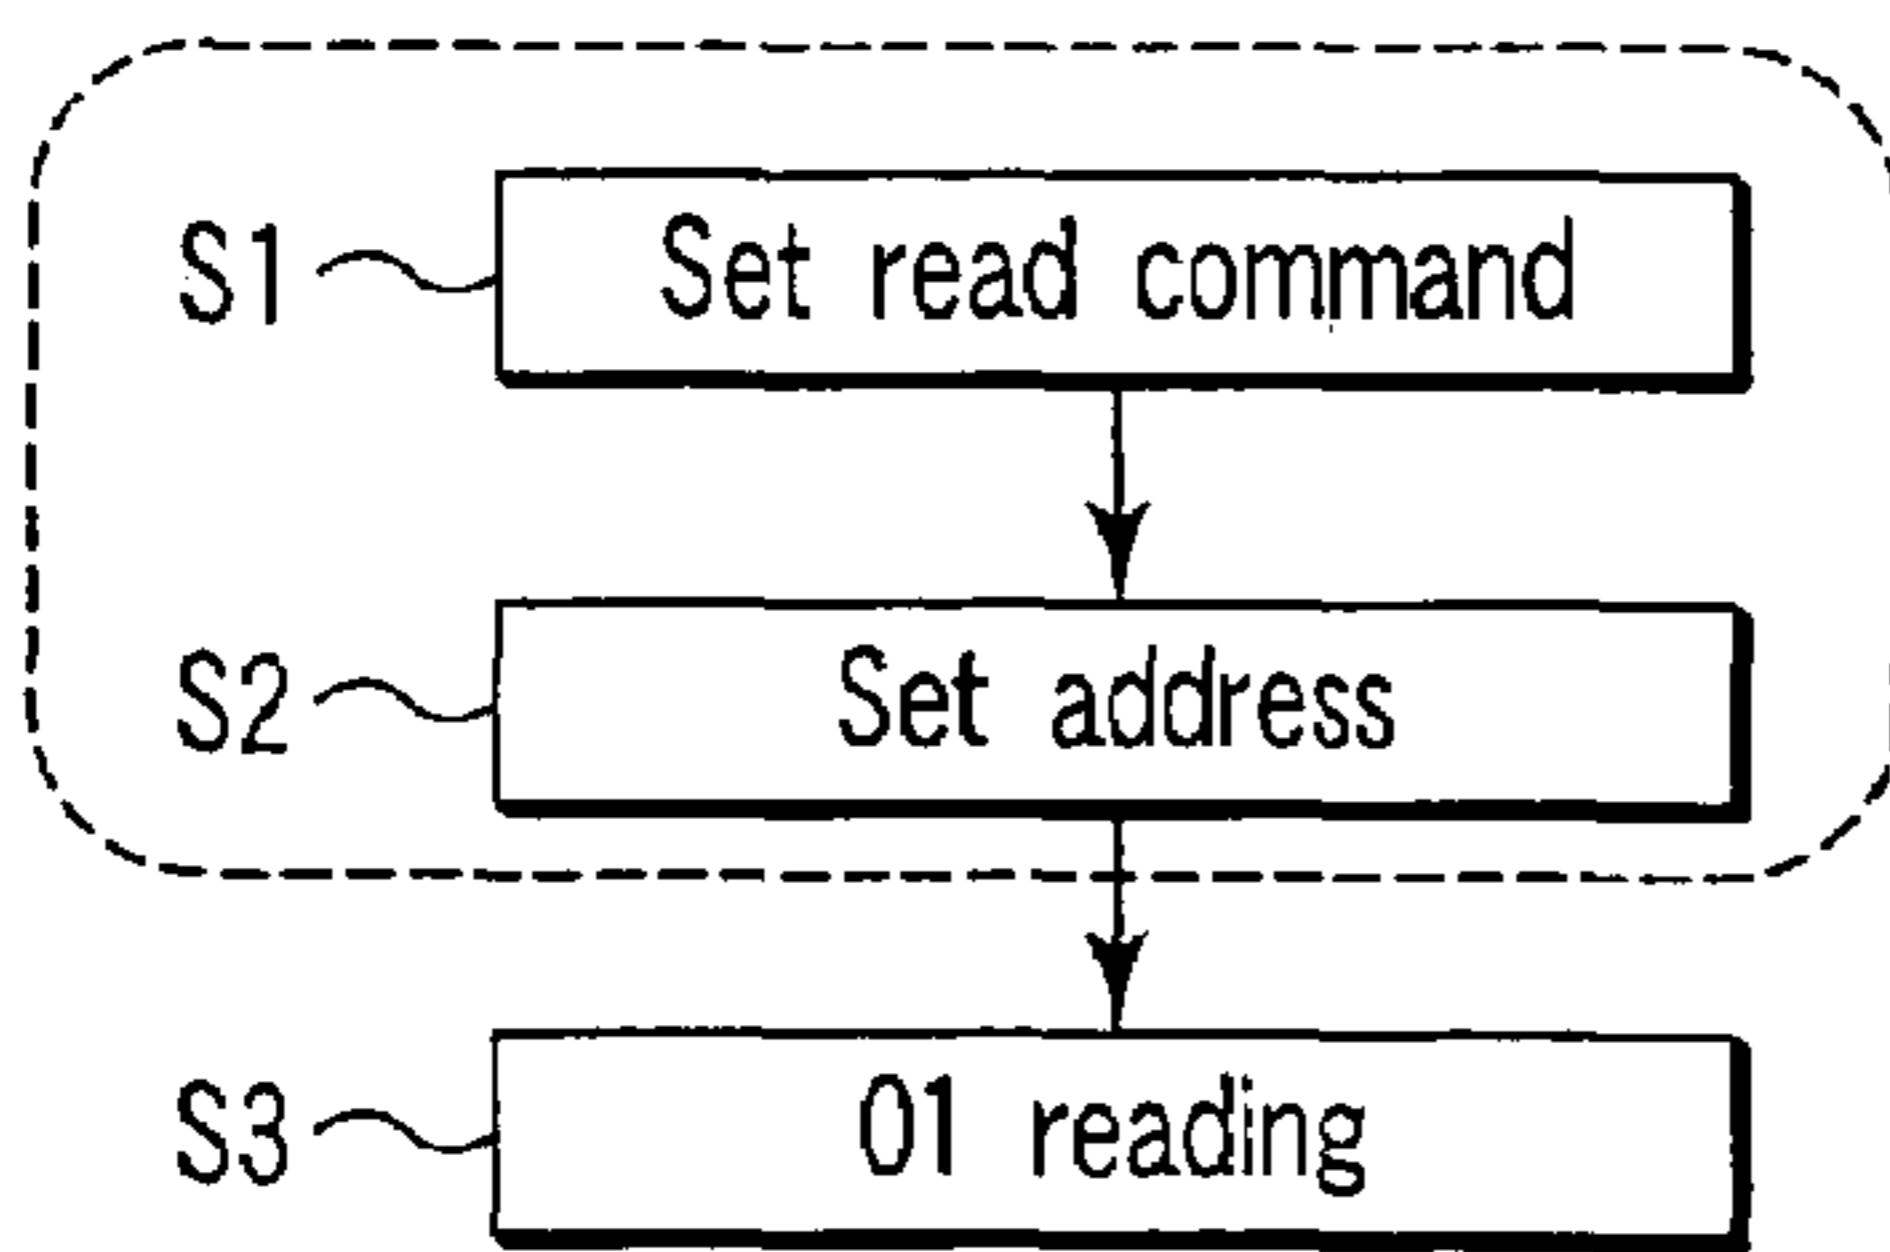 S1 Set read command
S2 Set address
S3 01 reading